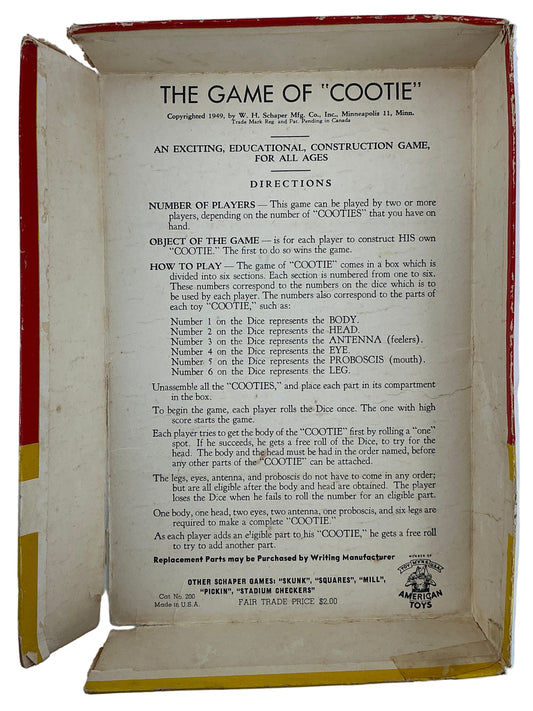 THE GAME OF "COOTIE"
Copyrighted 1949, by W. H. Schaper Mfg. Co., Inc., Minneapolis 11, Minn.
Trade Mark Reg. and Pat. Pending in Canada
AN EXCITING, EDUCATIONAL, CONSTRUCTION GAME,
FOR ALL AGES
DIRECTIONS
NUMBER OF PLAYERS — This game can be played by two or more
players, depending on the number of "COOTIES" that you have on
hand.
OBJECT OF THE GAME — is for each player to construct HIS own
"COOTIE." The first to do so wins the game.
HOW TO PLAY — The game of "COOTIE" comes in a box which is
divided into six sections. Each section is numbered from one to six.
These numbers correspond to the numbers on the dice which is to
be used by each player. The numbers also correspond to the parts of
each toy "COOTIE," such as:
Number 1 on the Dice represents the BODY.
Number 2 on the Dice represents the HEAD.
Number 3 on the Dice represents the ANTENNA (feelers).
Number 4 on the Dice represents the EYE.
Number 5 on the Dice represents the PROBOSCIS (mouth).
Number 6 on the Dice represents the LEG.
Unassemble all the "COOTIES," and place each part in its compartment
in the box.
To begin the game, each player rolls the Dice once. The one with high
score starts the game.
Each player tries to get the body of the "COOTIE" first by rolling a "one"
spot. If he succeeds, he gets a free roll of the Dice, to try for the
head. The body and the head must be had in the order named, before
any other parts of the "COOTIE" can be attached.
The legs, eyes, antenna, and proboscis do not have to come in any order;
but are all eligible after the body and head are obtained. The player
loses the Dice when he fails to roll the number for an eligible part.
One body, one head, two eyes, two antenna, one proboscis, and six legs are
required to make a complete "COOTIE."
As each player adds an eligible part to his "COOTIE," he gets a free roll
to try to add another part.
Replacement Parts may be Purchased by Writing Manufacturer
OTHER SCHAPER GAMES: "SKUNK", "SQUARES", "MILL",
"PICKIN", "STADIUM CHECKERS"
Cat. No. 200
Made in U.S.A.
FAIR TRADE PRICE $2.00
MEMBER OF
AMERICAN
TOYS